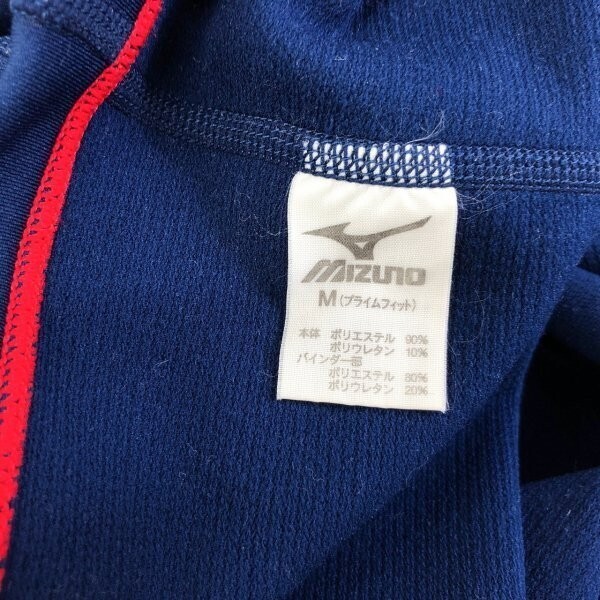 MIZUNO
M(プライムフィット)
本体 ポリエステル 90%
ポリウレタン 10%
バインダー部
ポリエステル 80%
ポリウレタン 20%